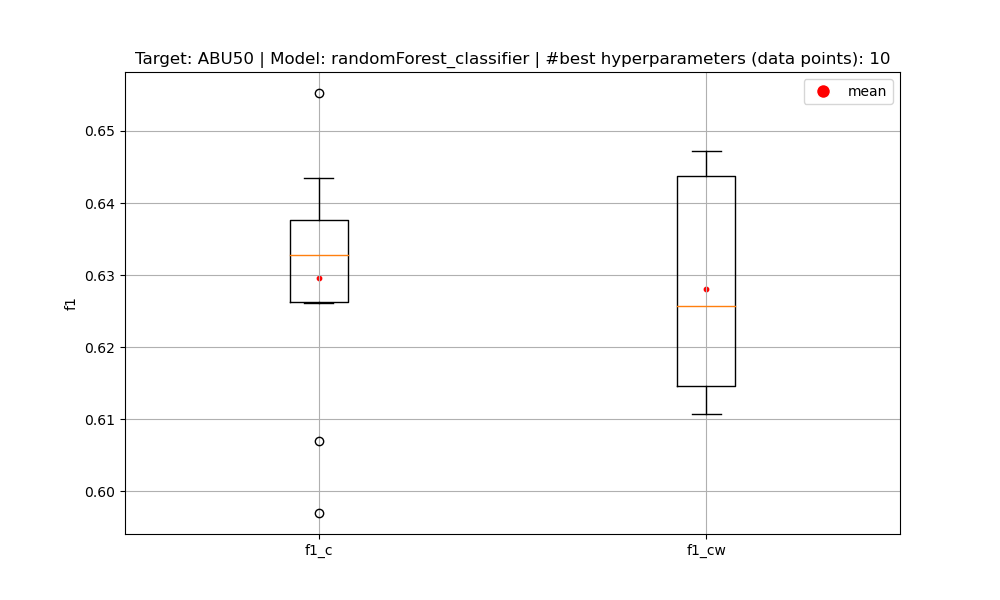 Target: ABU50 | Model: randomForest_classifier | #best hyperparameters (data points): 10
mean
0.65
0.64
0.63
0.62
0.61
0.60
f1
f1_c
f1_cw